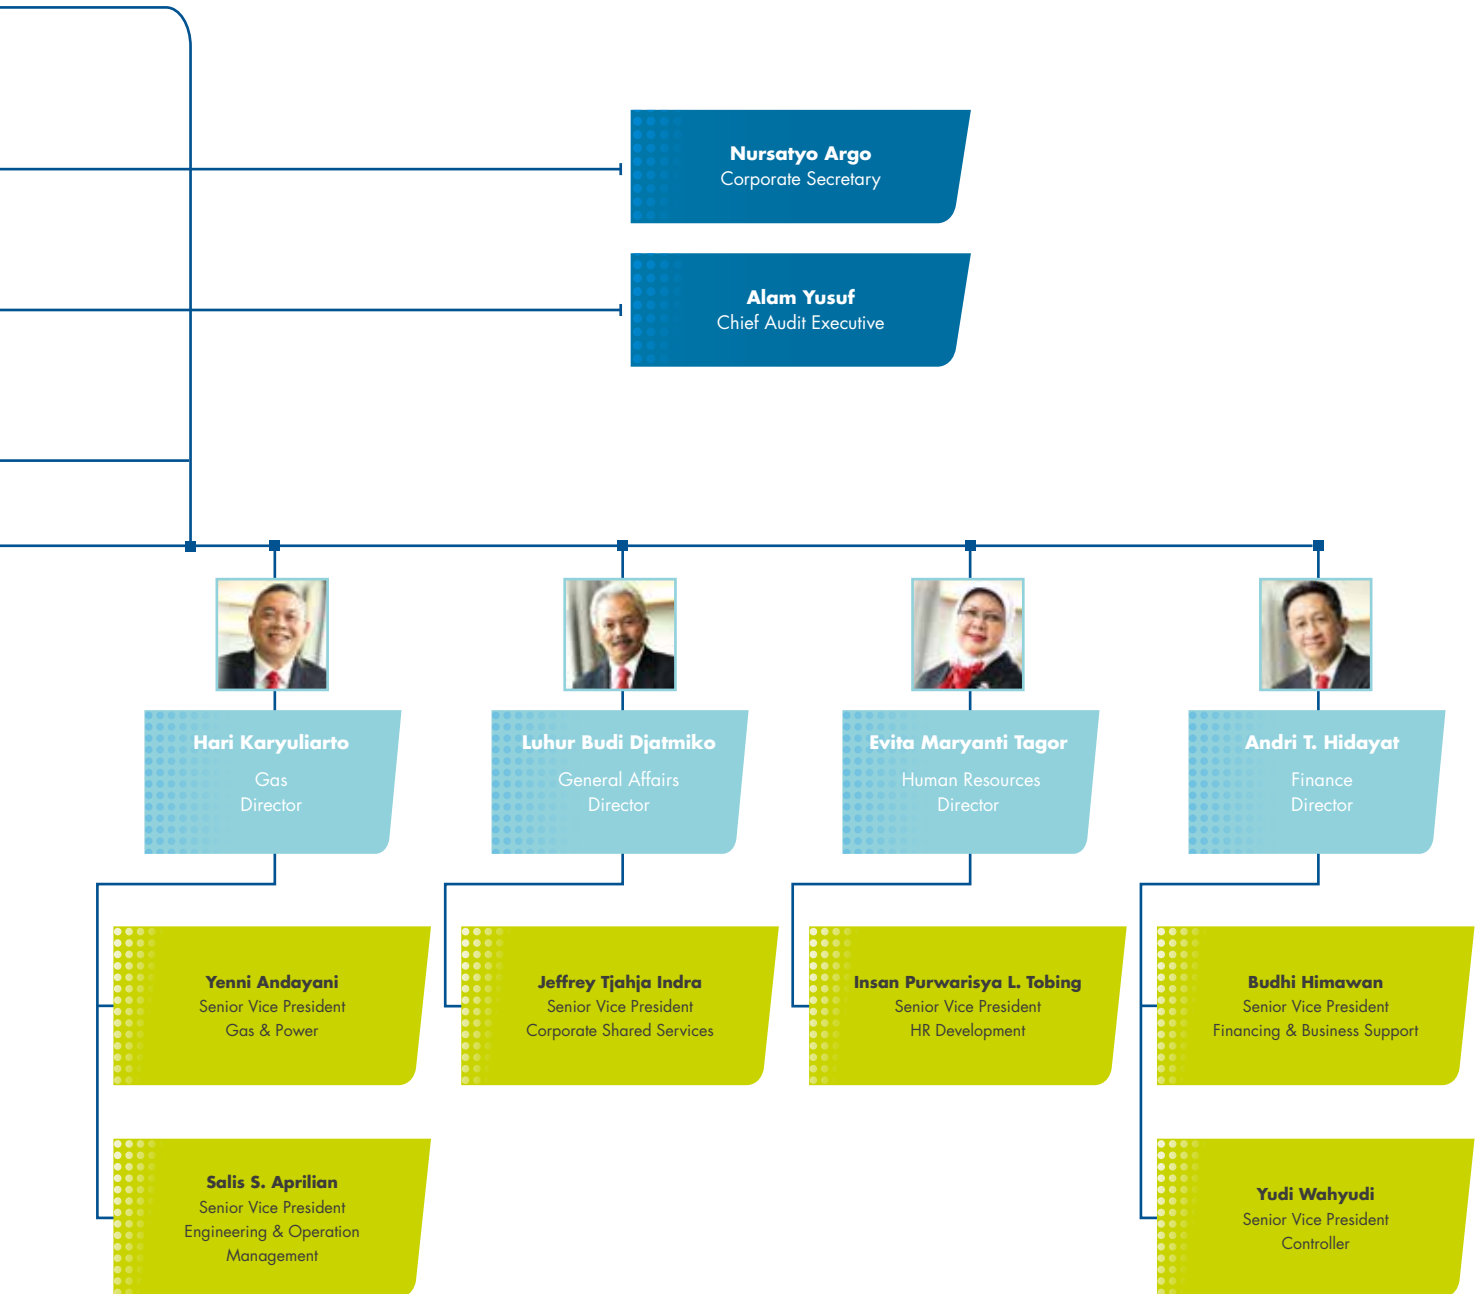 Nursatyo Argo
Corporate Secretary
Alam Yusuf
Chief Audit Executive
Hari Karyuliarto
Gas
Director
Luhur Budi Djatmiko
General Affairs
Director
Evita Maryanti Tagor
Human Resources
Director
Andri T. Hidayat
Finance
Director
Yenni Andayani
Senior Vice President
Gas & Power
Jeffrey Tjahja Indra
Senior Vice President
Corporate Shared Services
Insan Purwarisya L. Tobing
Senior Vice President
HR Development
Budhi Himawan
Senior Vice President
Financing & Business Support
Salis S. Aprilian
Senior Vice President
Engineering & Operation
Management
Yudi Wahyudi
Senior Vice President
Controller